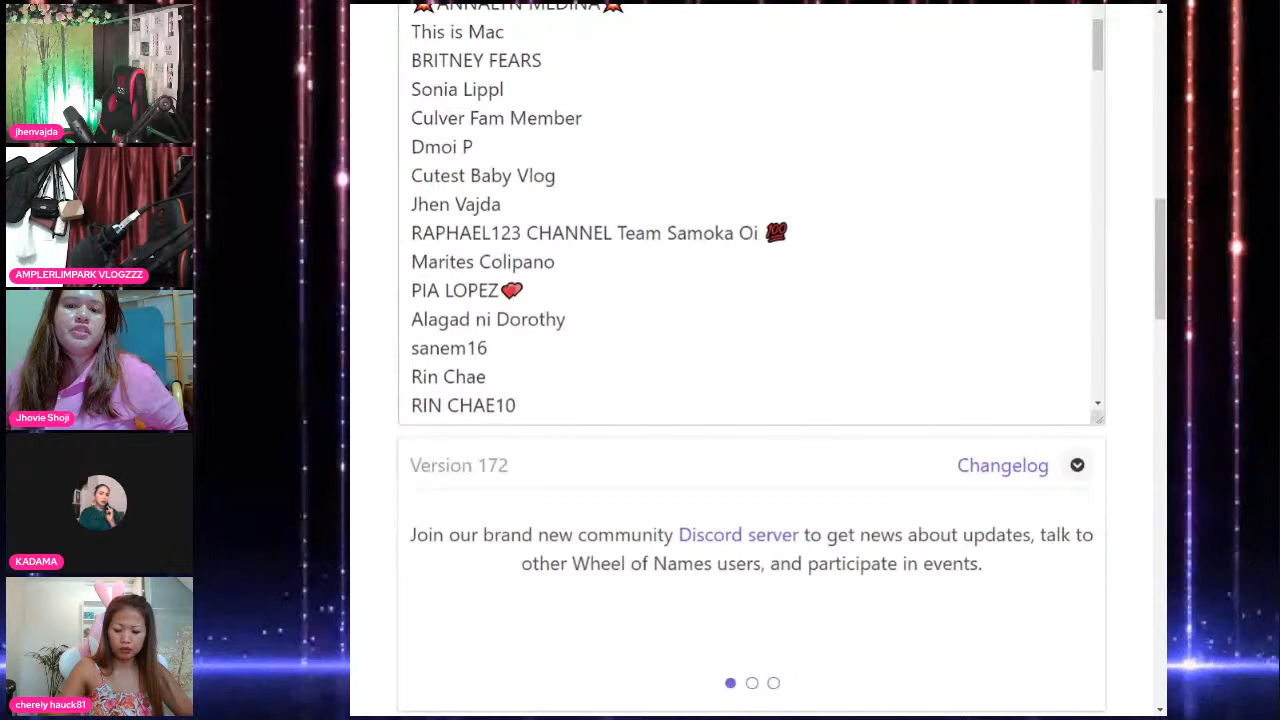 jhenvajda
AMPLERLIMPARK VLOGZZZ
Jhovie Shoji
KADAMA
cherely hauck81
💥ANNALYN MEDINA💥
This is Mac
BRITNEY FEARS
Sonia Lippl
Culver Fam Member
Dmoi P
Cutest Baby Vlog
Jhen Vajda
RAPHAEL123 CHANNEL Team Samoka Oi 💯
Marites Colipano
PIA LOPEZ❤
Alagad ni Dorothy
sanem16
Rin Chae
RIN CHAE10
Version 172 Changelog
Join our brand new community Discord server to get news about updates, talk to
other Wheel of Names users, and participate in events.